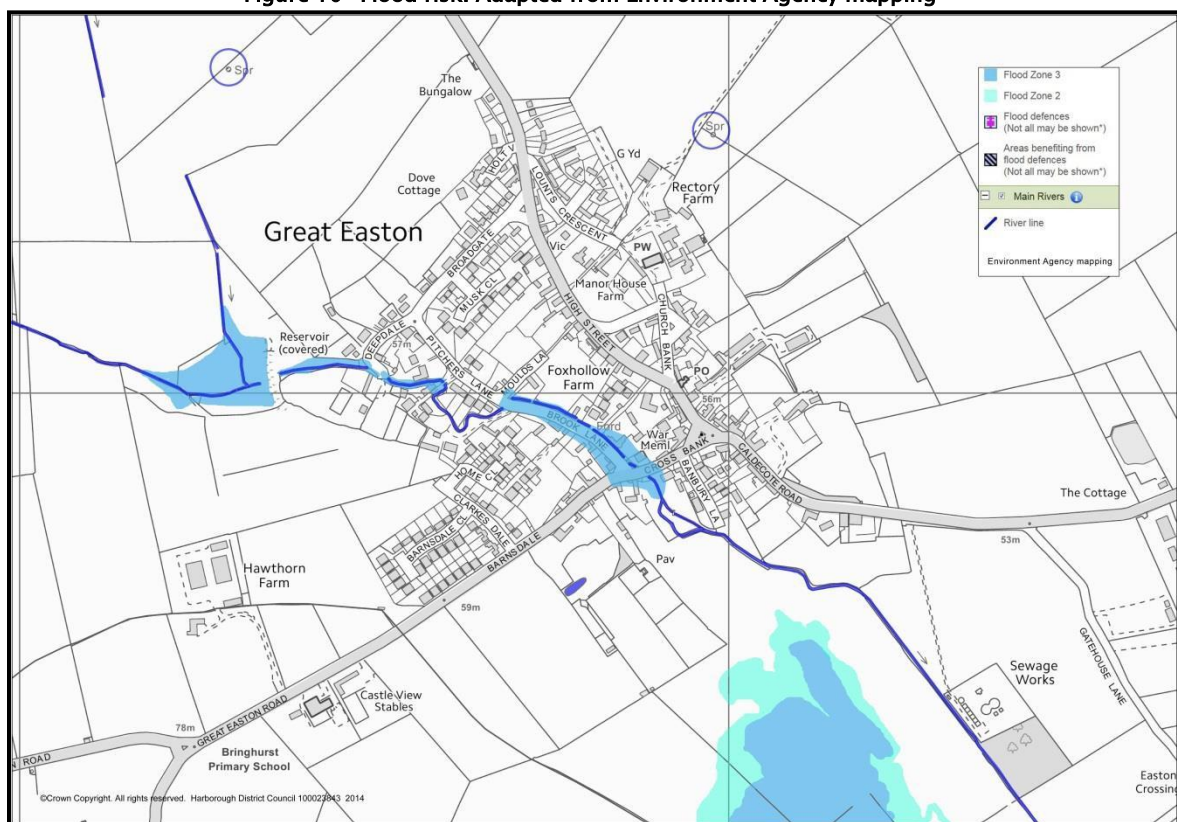 Figure 10 Flood risk: Adapted from Environment Agency mapping
Spr
The
Bungalow
Flood Zone 3
Flood Zone 2
Flood defences
(Not all may be shown*)
Areas benefiting from
flood defences
(Not all may be shown*)
Main Rivers
River line
Environment Agency mapping
Spr
G Yd
HOLT V
Dove
Cottage
OUNTS CRESCENT
Rectory
Farm
Great Easton
BROADGATE
Vic
PW
MUSK CL
Manor House
Farm
HIGH STREET
CHURCH BANK
Reservoir
(covered)
DEEPDALE
57m
PITCHERS LANE
MOULDS LA
Foxhollow
Farm
PO
56m
BROOK LANE
Ford
War
Meml
CROSS BANK
BANBURY LA
CALDECOTE ROAD
HOME CL
CLARKES DALE
BARNSDALE CL
BARNSDALE
The Cottage
53m
Hawthorn
Farm
Pav
59m
GATEHOUSE LANE
Sewage
Works
Castle View
Stables
78m
GREAT EASTON ROAD
N ROAD
Bringhurst
Primary School
Easton
Crossing
©Crown Copyright. All rights reserved. Harborough District Council 100023843 2014